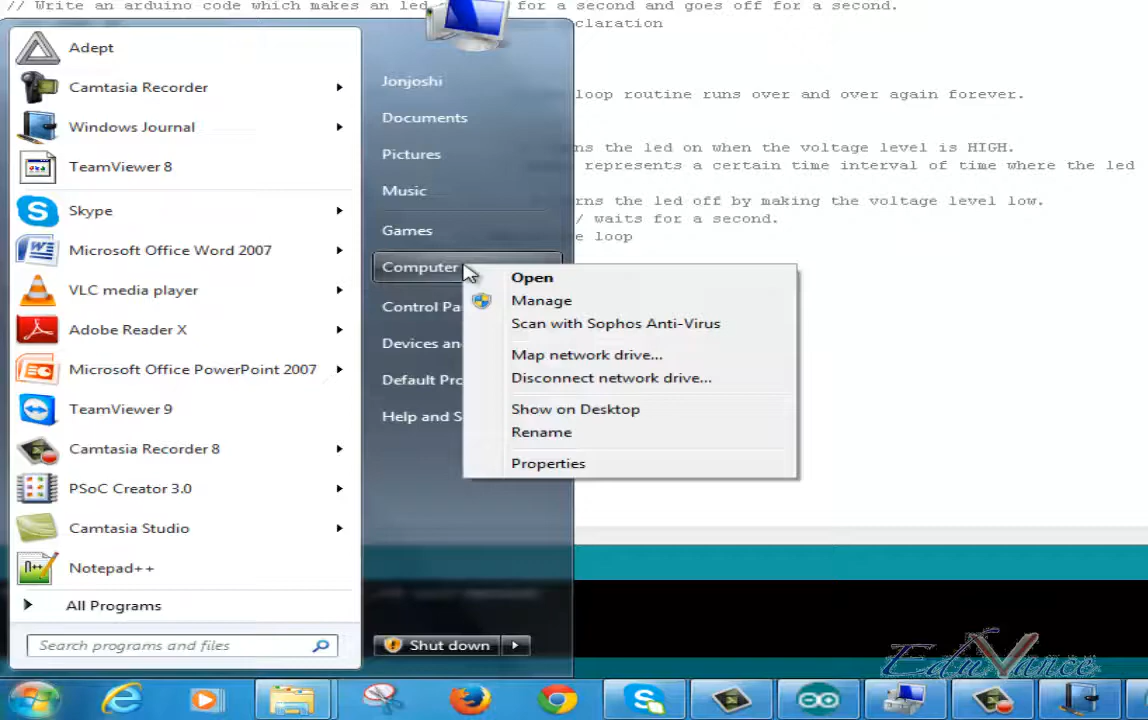 // Write an arduino code which makes an led
for a second and goes off for a second.
claration
loop routine runs over and over again forever.
ns the led on when the voltage level is HIGH.
represents a certain time interval of time where the led
rns the led off by making the voltage level low.
/ waits for a second.
e loop
Adept
Camtasia Recorder
Windows Journal
TeamViewer 8
Skype
Microsoft Office Word 2007
VLC media player
Adobe Reader X
Microsoft Office PowerPoint 2007
TeamViewer 9
Camtasia Recorder 8
PSoC Creator 3.0
Camtasia Studio
Notepad++
All Programs
Search programs and files
Jonjoshi
Documents
Pictures
Music
Games
Computer
Control Pa
Devices an
Default Pro
Help and S
Shut down
Open
Manage
Scan with Sophos Anti-Virus
Map network drive...
Disconnect network drive...
Show on Desktop
Rename
Properties
EduVance